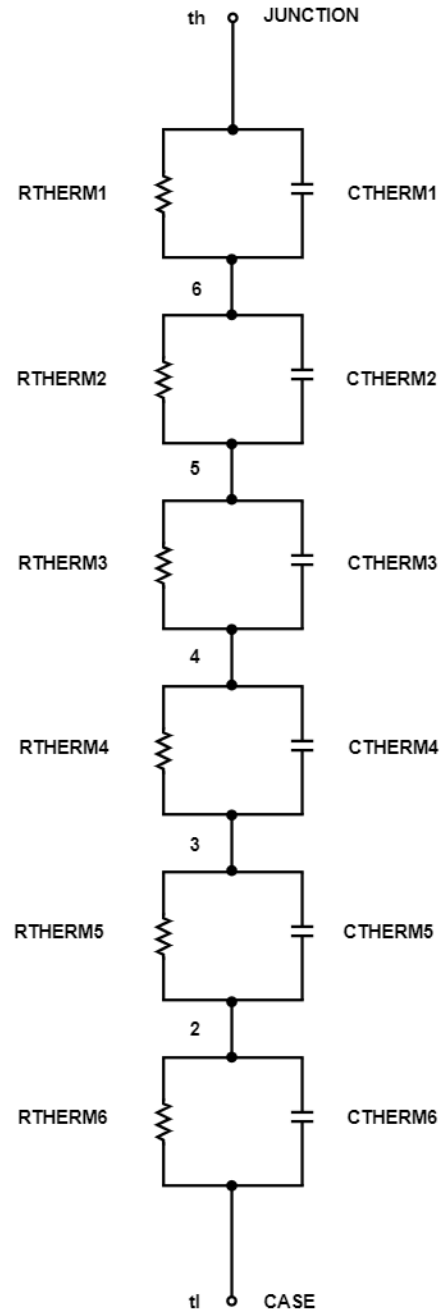 th JUNCTION
RTHERM1 CTHERM1
6
RTHERM2 CTHERM2
5
RTHERM3 CTHERM3
4
RTHERM4 CTHERM4
3
RTHERM5 CTHERM5
2
RTHERM6 CTHERM6
tl CASE